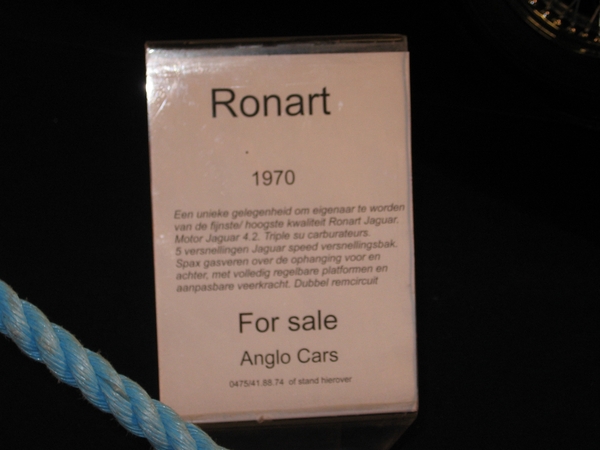 Ronart
1970
Een unieke gelegenheid om eigenaar te worden
van de fijnste/ hoogste kwaliteit Ronart Jaguar.
Motor Jaguar 4.2. Triple su carburateurs.
5 versnellingen Jaguar speed versnellingsbak.
Spax gasveren over de ophanging voor en
achter, met volledig regelbare platformen en
aanpasbare veerkracht. Dubbel remcircuit
For sale
Anglo Cars
0475/41.88.74 of stand hierover